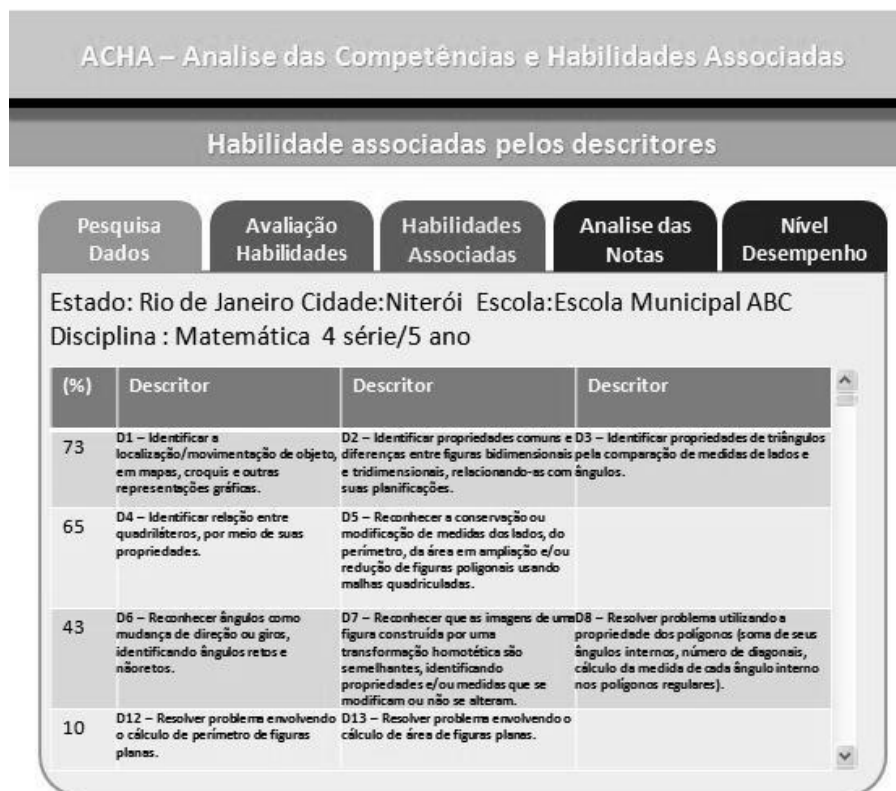 ACHA – Analise das Competências e Habilidades Associadas
Habilidade associadas pelos descritores
Pesquisa Dados
Avaliação Habilidades
Habilidades Associadas
Analise das Notas
Nível Desempenho
Estado: Rio de Janeiro Cidade:Niterói Escola:Escola Municipal ABC
Disciplina : Matemática 4 série/5 ano
(%) Descritor Descritor Descritor
73
D1 – Identificar a
localização/movimentação de objeto,
em mapas, croquis e outras
representações gráficas.
D2 – Identificar propriedades comuns e
diferenças entre figuras bidimensionais
e tridimensionais, relacionando-as com
suas planificações.
D3 – Identificar propriedades de triângulos
pela comparação de medidas de lados e
ângulos.
65
D4 – Identificar relação entre
quadriláteros, por meio de suas
propriedades.
D5 – Reconhecer a conservação ou
modificação de medidas dos lados, do
perímetro, da área em ampliação e/ou
redução de figuras poligonais usando
malhas quadriculadas.
43
D6 – Reconhecer ângulos como
mudança de direção ou giros,
identificando ângulos retos e
nãoretos.
D7 – Reconhecer que as imagens de uma
figura construída por uma
transformação homotética são
semelhantes, identificando
propriedades e/ou medidas que se
modificam ou não se alteram.
D8 – Resolver problema utilizando a
propriedade dos polígonos (soma de seus
ângulos internos, número de diagonais,
cálculo da medida de cada ângulo interno
nos polígonos regulares).
10
D12 – Resolver problema envolvendo
o cálculo de perímetro de figuras
planas.
D13 – Resolver problema envolvendo o
cálculo de área de figuras planas.